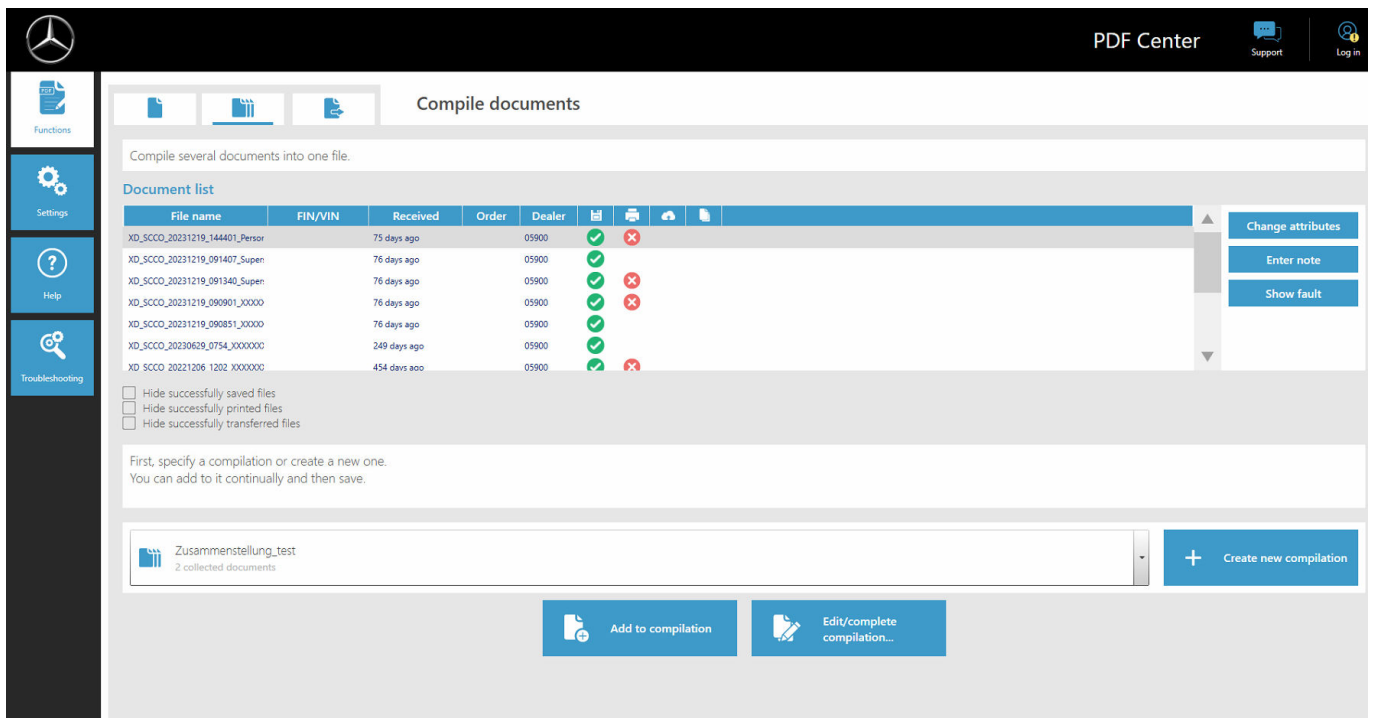 PDF Center
Support
Log in
PDF
Functions
Settings
Help
Troubleshooting
Compile documents
Compile several documents into one file.
Document list
File name FIN/VIN Received Order Dealer
XD_SCCO_20231219_144401_Persor 75 days ago 05900
XD_SCCO_20231219_091407_Super: 76 days ago 05900
XD_SCCO_20231219_091340_Super: 76 days ago 05900
XD_SCCO_20231219_090901_XXXXX 76 days ago 05900
XD_SCCO_20231219_090851_XXXXX 76 days ago 05900
XD_SCCO_20230629_0754_XXXXXXX 249 days ago 05900
XD_SCCO_20221206_1202_XXXXXXX 454 days ago 05900
Change attributes
Enter note
Show fault
Hide successfully saved files
Hide successfully printed files
Hide successfully transferred files
First, specify a compilation or create a new one.
You can add to it continually and then save.
Zusammenstellung_test
2 collected documents
Create new compilation
Add to compilation
Edit/complete
compilation...